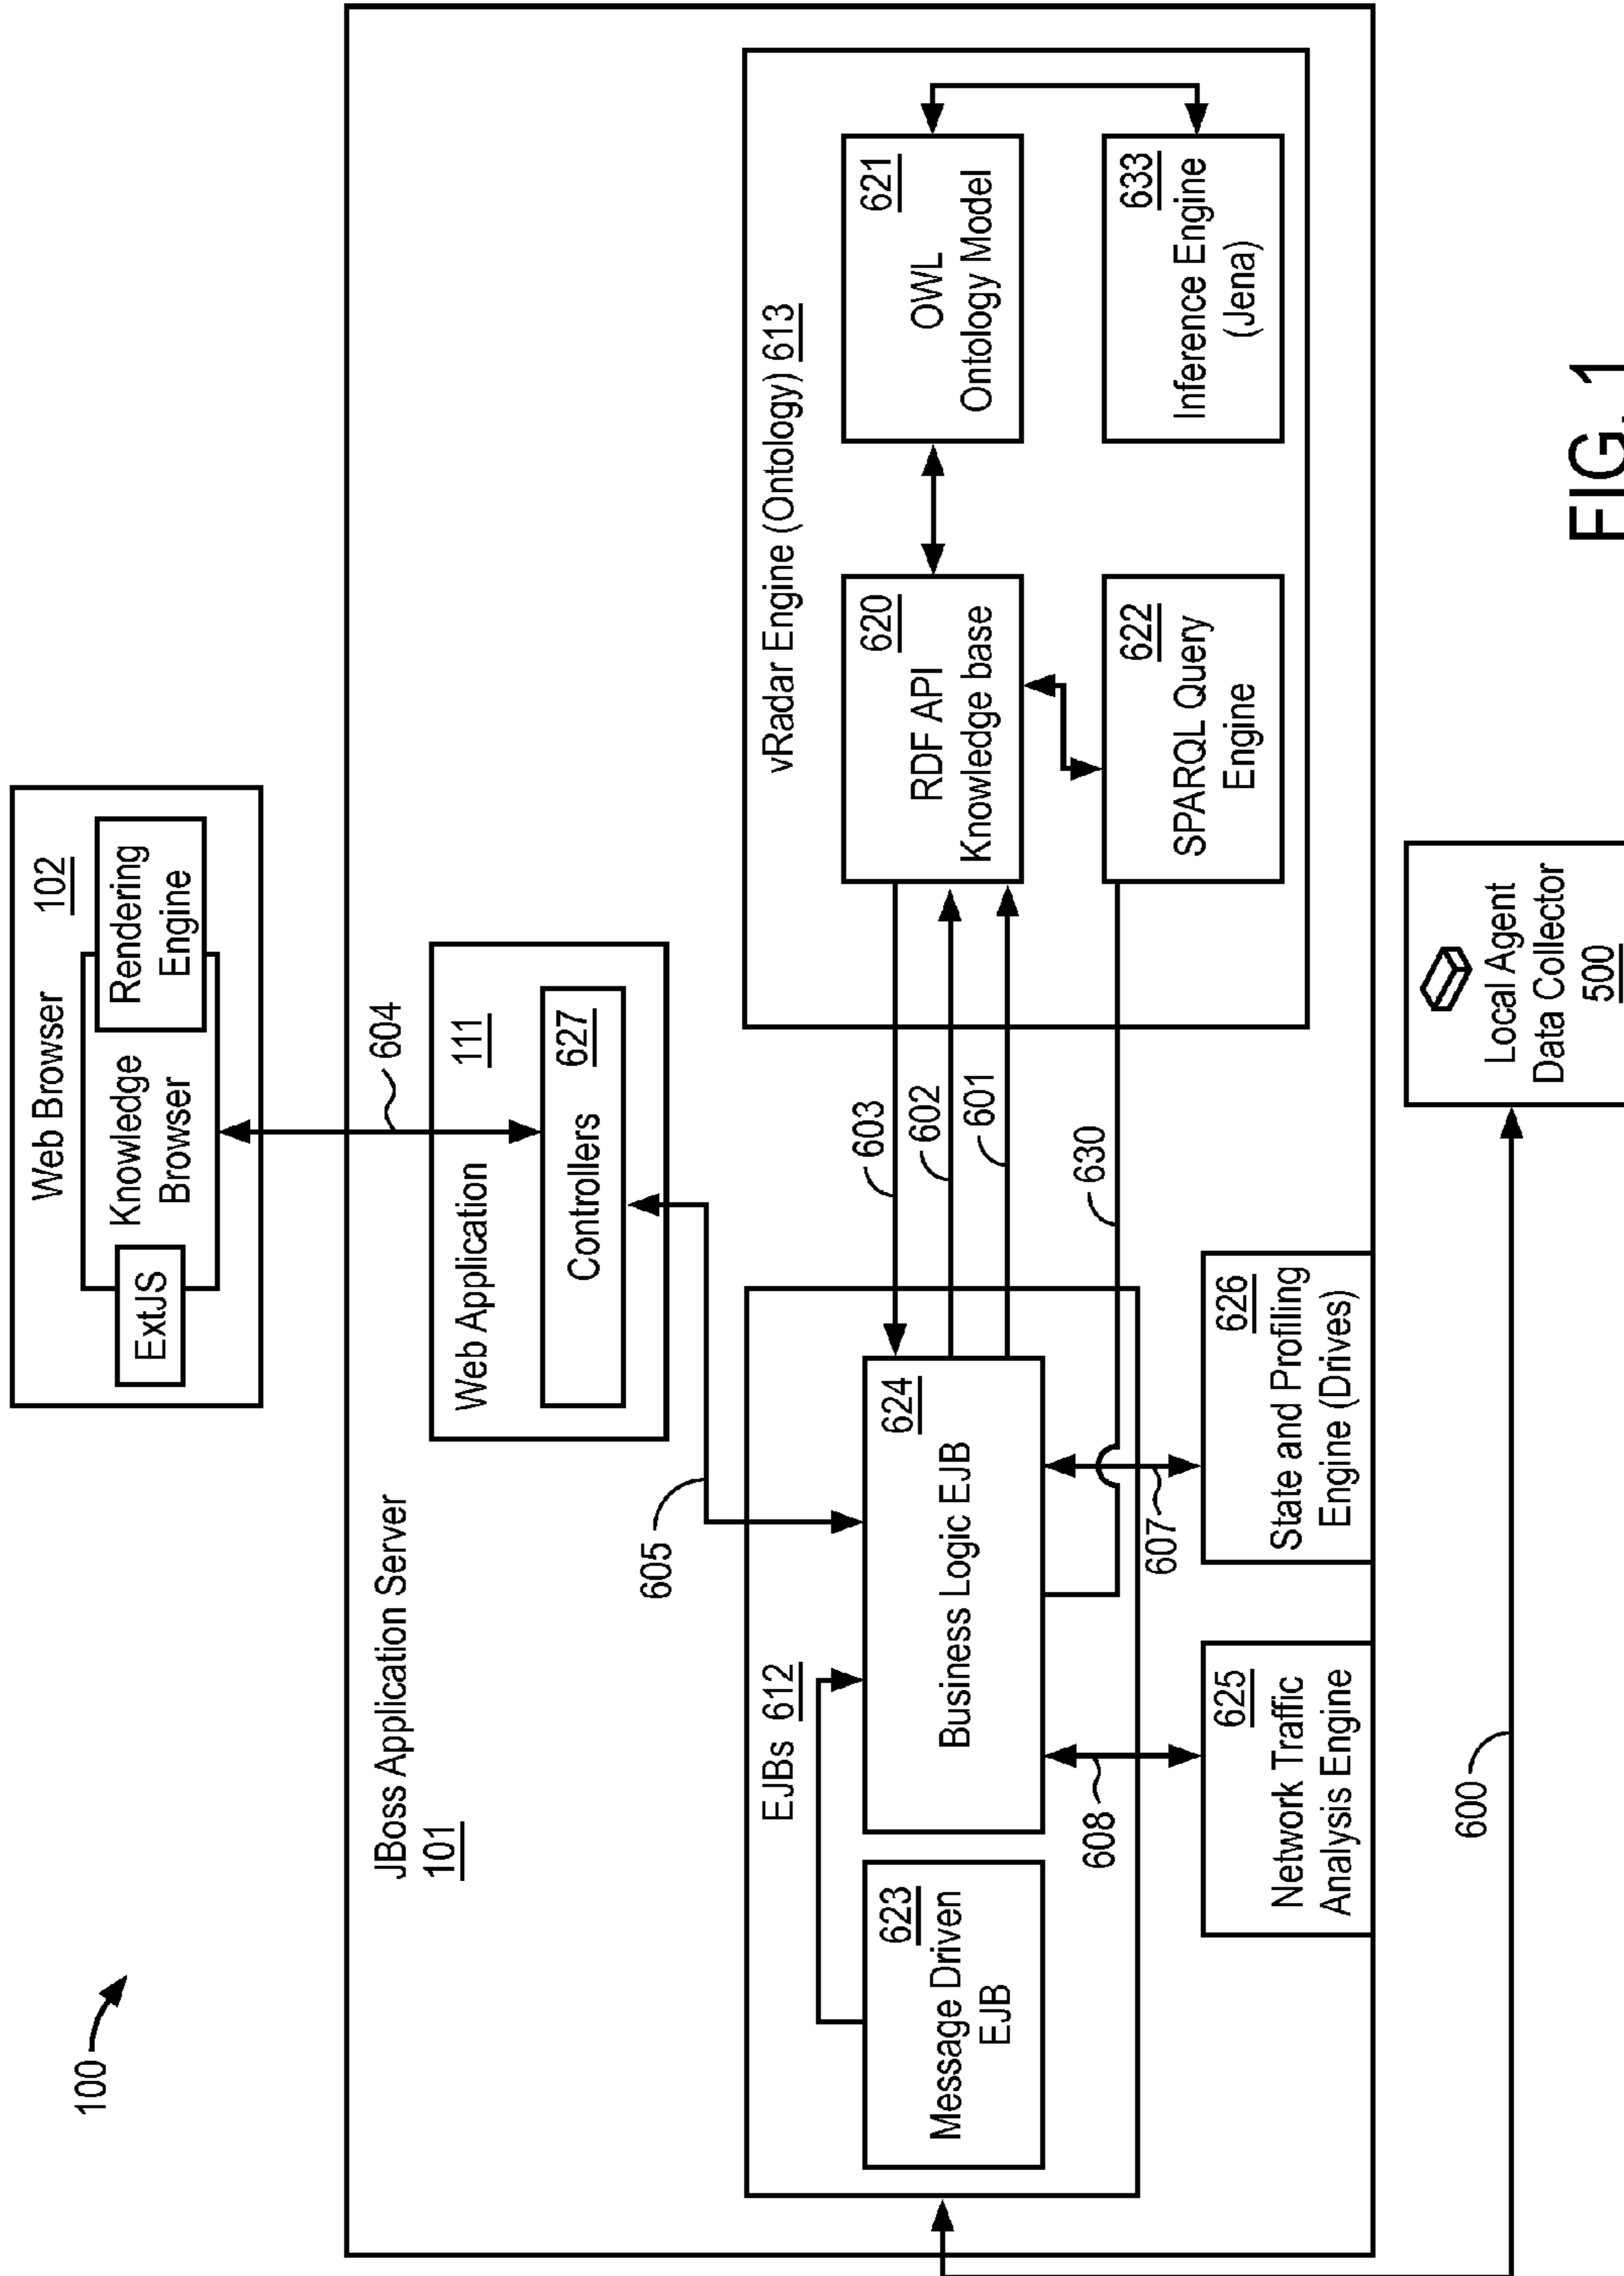 100
Web Browser 102
ExtJS
Knowledge
Browser
Rendering
Engine
604
JBoss Application Server
101
Web Application 111
Controllers 627
605
EJBs 612
623
Message Driven
EJB
624
Business Logic EJB
603
602
601
630
608
607
625
Network Traffic
Analysis Engine
626
State and Profiling
Engine (Drives)
vRadar Engine (Ontology) 613
620
RDF API
Knowledge base
621
OWL
Ontology Model
622
SPARQL Query
Engine
633
Inference Engine
(Jena)
600
Local Agent
Data Collector
500
FIG. 1